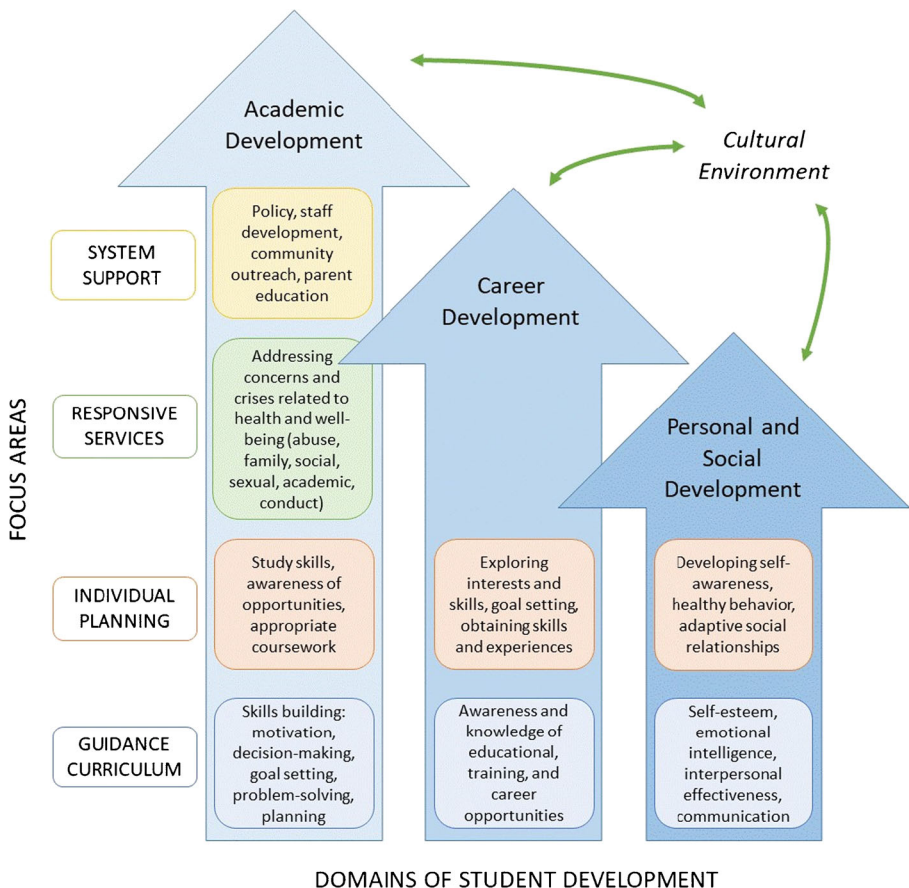 Academic
Development
Cultural
Environment
SYSTEM
SUPPORT
Policy, staff
development,
community
outreach, parent
education
Career
Development
FOCUS AREAS
RESPONSIVE
SERVICES
Addressing
concerns and
crises related to
health and well-
being (abuse,
family, social,
sexual, academic,
conduct)
Personal and
Social
Development
INDIVIDUAL
PLANNING
Study skills,
awareness of
opportunities,
appropriate
coursework
Exploring
interests and
skills, goal setting,
obtaining skills
and experiences
Developing self-
awareness,
healthy behavior,
adaptive social
relationships
GUIDANCE
CURRICULUM
Skills building:
motivation,
decision-making,
goal setting,
problem-solving,
planning
Awareness and
knowledge of
educational,
training, and
career
opportunities
Self-esteem,
emotional
intelligence,
interpersonal
effectiveness,
communication
DOMAINS OF STUDENT DEVELOPMENT